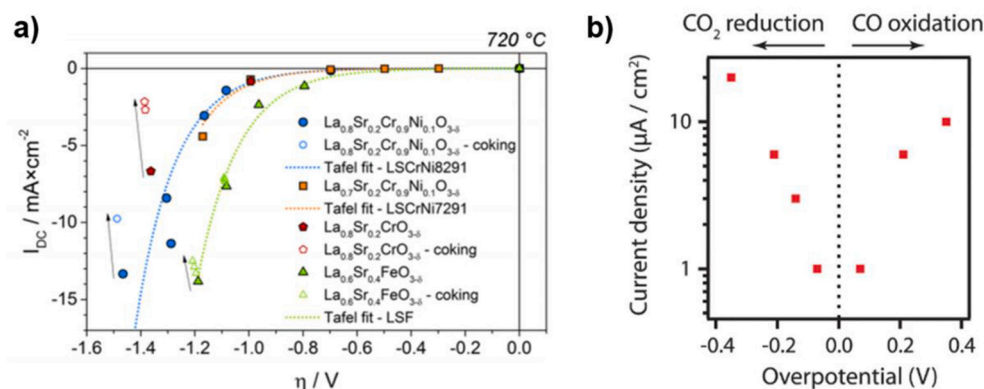 a)
720 °C
0
-5
-10
-15
I_DC / mA×cm⁻²
La₀.₈Sr₀.₂Cr₀.₉Ni₀.₁O₃₋δ
La₀.₈Sr₀.₂Cr₀.₉Ni₀.₁O₃₋δ - coking
Tafel fit - LSCrNi8291
La₀.₇Sr₀.₂Cr₀.₉Ni₀.₁O₃₋δ
Tafel fit - LSCrNi7291
La₀.₈Sr₀.₂CrO₃₋δ
La₀.₈Sr₀.₂CrO₃₋δ - coking
La₀.₆Sr₀.₄FeO₃₋δ
La₀.₆Sr₀.₄FeO₃₋δ - coking
Tafel fit - LSF
-1.6 -1.4 -1.2 -1.0 -0.8 -0.6 -0.4 -0.2 0.0
η / V
b)
CO₂ reduction CO oxidation
Current density (µA / cm²)
10
1
-0.4 -0.2 0.0 0.2 0.4
Overpotential (V)